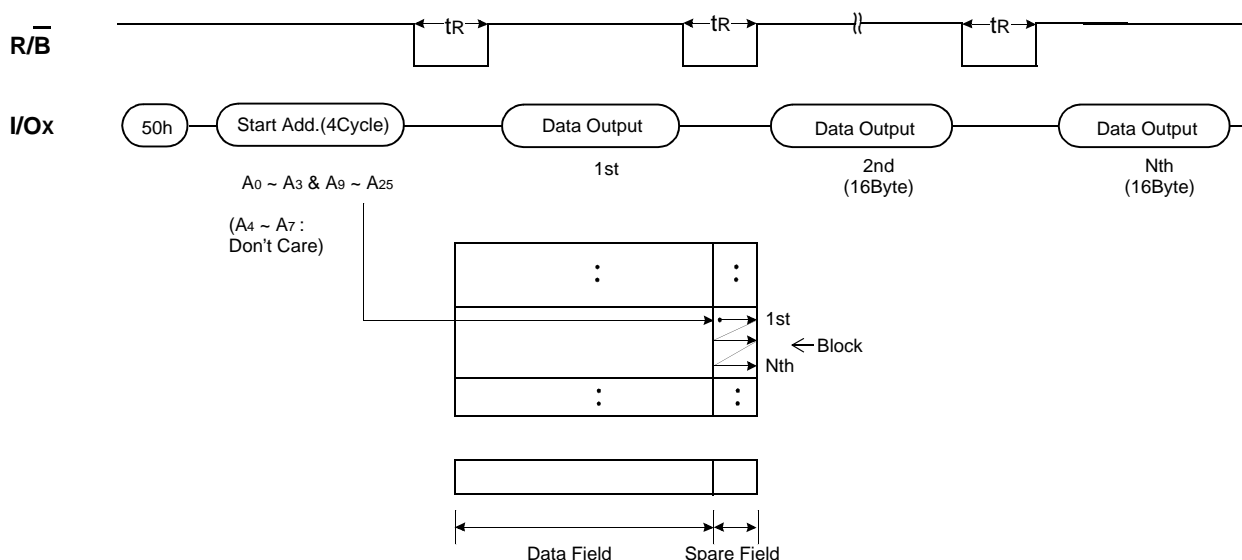 R/B
tR
tR
tR
I/Ox
50h
Start Add.(4Cycle)
Data Output
Data Output
Data Output
A0 ~ A3 & A9 ~ A25
1st
2nd
(16Byte)
Nth
(16Byte)
(A4 ~ A7 :
Don't Care)
1st
Block
Nth
Data Field
Spare Field